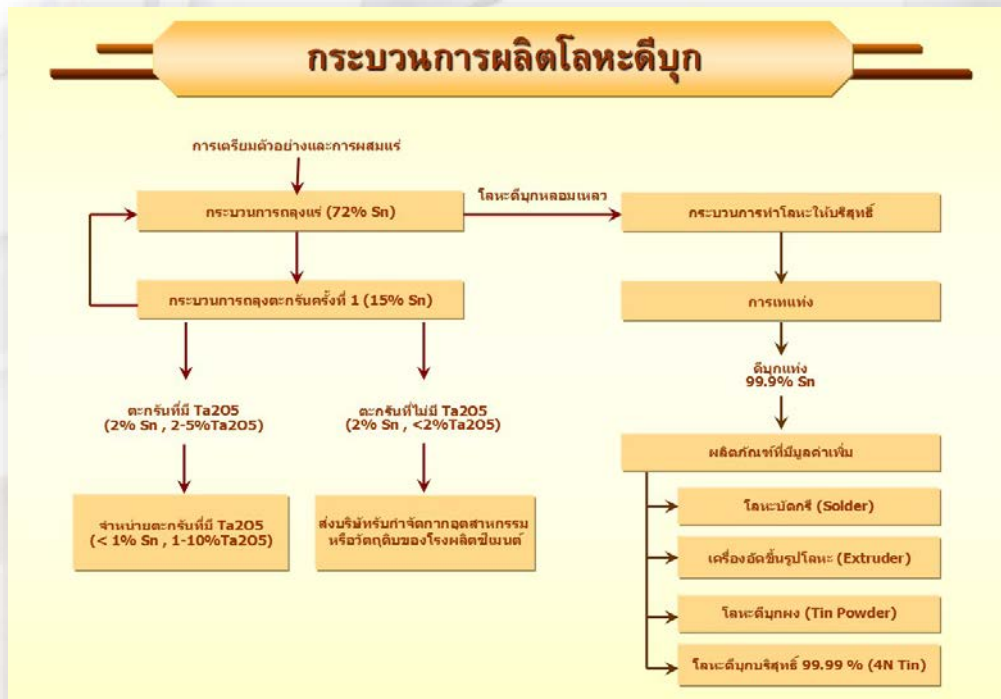 กระบวนการผลิตโลหะดีบุก
การเตรียมตัวอย่างและการผสมแร่
กระบวนการถลุงแร่ (72% Sn)
โลหะดีบุกหลอมเหลว
กระบวนการทำโลหะให้บริสุทธิ์
กระบวนการถลุงตะกรันครั้งที่ 1 (15% Sn)
การเทแท่ง
ดีบุกแท่ง
99.9% Sn
ตะกรันที่มี Ta2O5
(2% Sn , 2-5%Ta2O5)
ตะกรันที่ไม่มี Ta2O5
(2% Sn , <2%Ta2O5)
ผลิตภัณฑ์ที่มีมูลค่าเพิ่ม
จำหน่ายตะกรันที่มี Ta2O5
(< 1% Sn , 1-10%Ta2O5)
ส่งบริษัทรับกำจัดกากอุตสาหกรรม
หรือวัตถุดิบของโรงผลิตซีเมนต์
โลหะบัดกรี (Solder)
เครื่องอัดขึ้นรูปโลหะ (Extruder)
โลหะดีบุกผง (Tin Powder)
โลหะดีบุกบริสุทธิ์ 99.99 % (4N Tin)